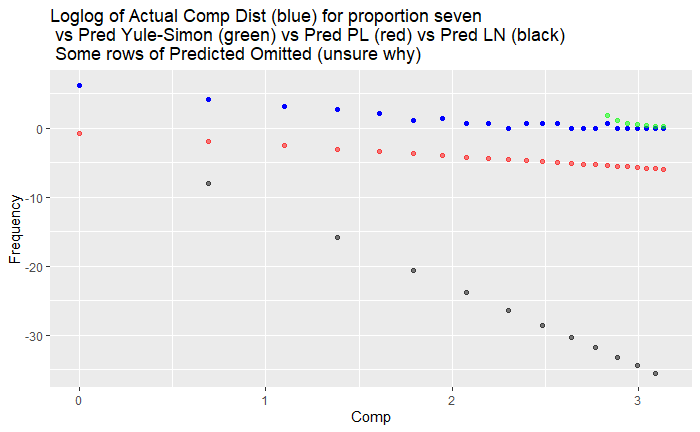 Loglog of Actual Comp Dist (blue) for proportion seven
vs Pred Yule-Simon (green) vs Pred PL (red) vs Pred LN (black)
Some rows of Predicted Omitted (unsure why)
Frequency
0
-10
-20
-30
0 1 2 3
Comp